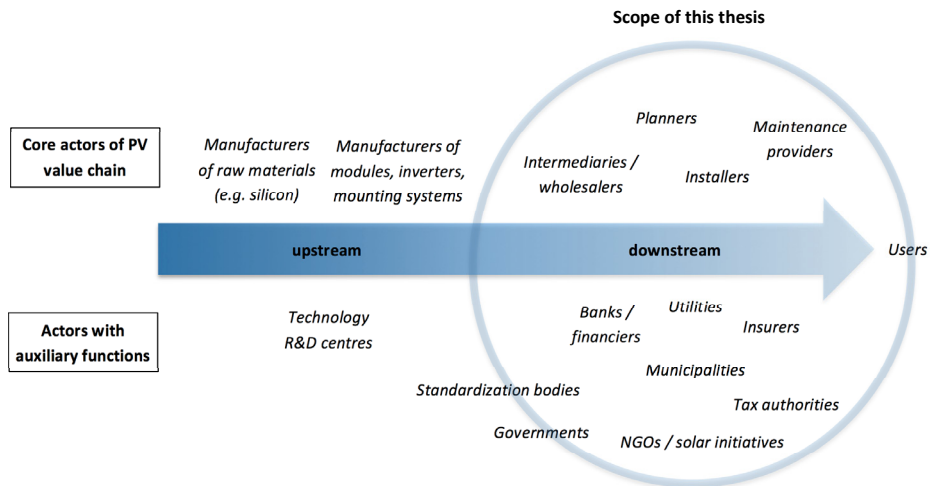 Scope of this thesis
Core actors of PV
value chain
Manufacturers
of raw materials
(e.g. silicon)
Manufacturers of
modules, inverters,
mounting systems
Intermediaries /
wholesalers
Planners
Installers
Maintenance
providers
upstream
downstream
Users
Actors with
auxiliary functions
Technology
R&D centres
Standardization bodies
Governments
Banks /
financiers
Utilities
Insurers
Municipalities
Tax authorities
NGOs / solar initiatives